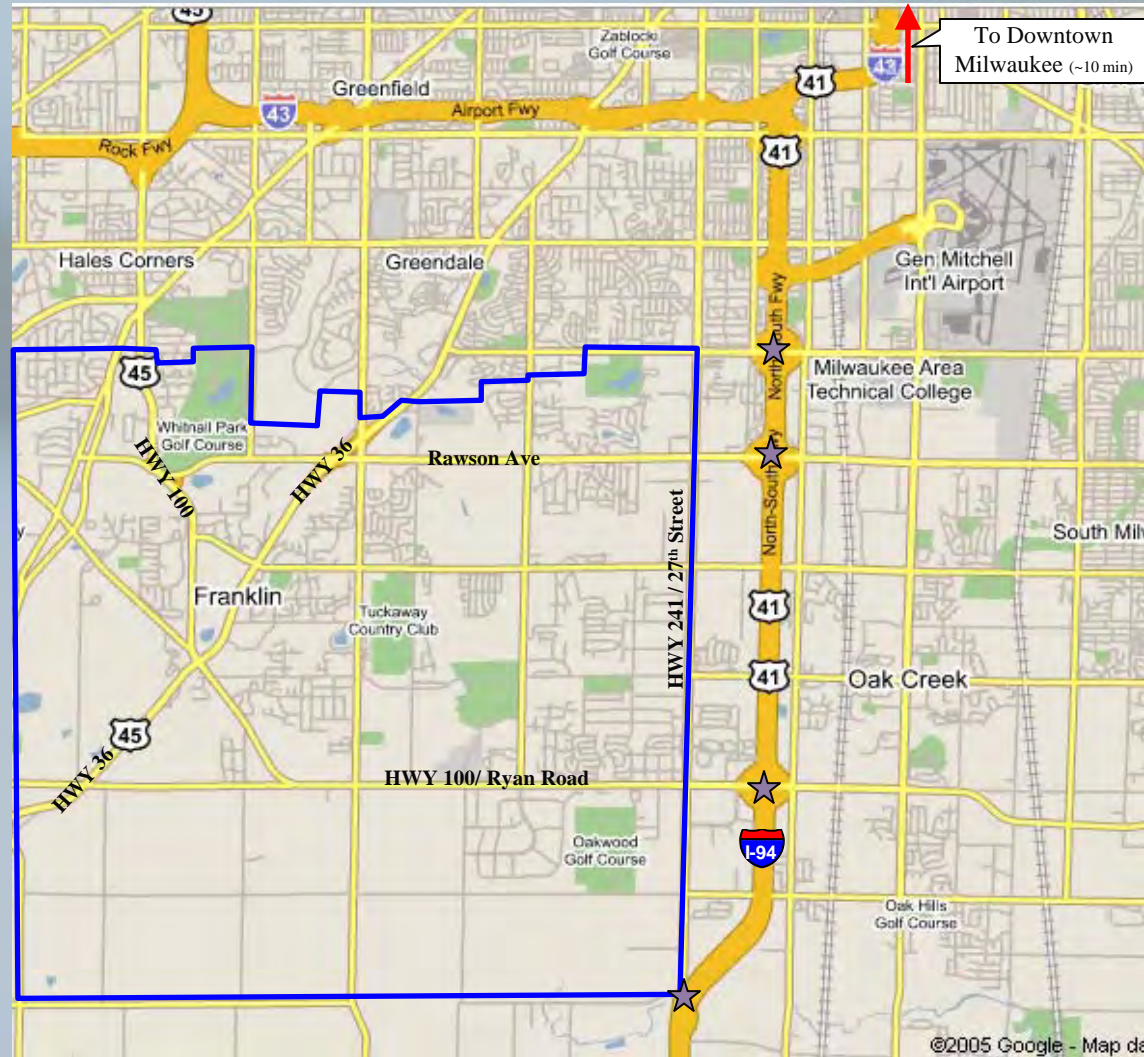 45
To Downtown
Milwaukee (~10 min)
Zablocki
Golf Course
43
41
Greenfield
43
Airport Fwy
Rock Fwy
41
Hales Corners
Greendale
Gen Mitchell
Int'l Airport
North-South Fwy
45
Milwaukee Area
Technical College
Whitnall Park
Golf Course
HWY 100
HWY 36
Rawson Ave
HWY 241 / 27th Street
North-South Fwy
South Milw
y
Franklin
Tuckaway
Country Club
41
41
Oak Creek
45
HWY 36
HWY 100/ Ryan Road
Oakwood
Golf Course
I-94
Oak Hills
Golf Course
©2005 Google - Map da